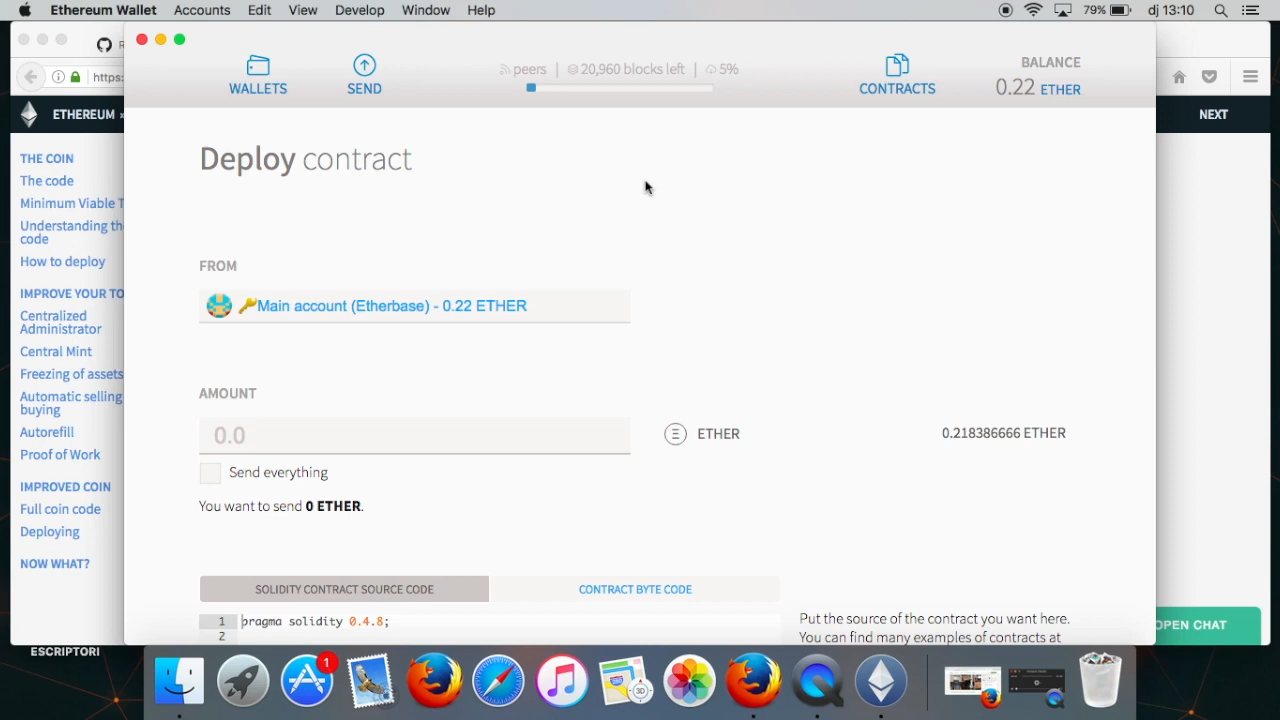 Ethereum Wallet Accounts Edit View Develop Window Help 79% dj 13:10
https:
WALLETS SEND peers | 20,960 blocks left | 5% CONTRACTS BALANCE
0.22 ETHER
ETHEREUM NEXT
THE COIN
The code
Minimum Viable T
Understanding th
code
How to deploy
IMPROVE YOUR TO
Centralized
Administrator
Central Mint
Freezing of assets
Automatic selling
buying
Autorefill
Proof of Work
IMPROVED COIN
Full coin code
Deploying
NOW WHAT?
Deploy contract
FROM
Main account (Etherbase) - 0.22 ETHER
AMOUNT
0.0 ETHER 0.218386666 ETHER
Send everything
You want to send 0 ETHER.
SOLIDITY CONTRACT SOURCE CODE CONTRACT BYTE CODE
1 pragma solidity 0.4.8;
2
Put the source of the contract you want here.
You can find many examples of contracts at
OPEN CHAT
ESCRIPTORI
1
3D